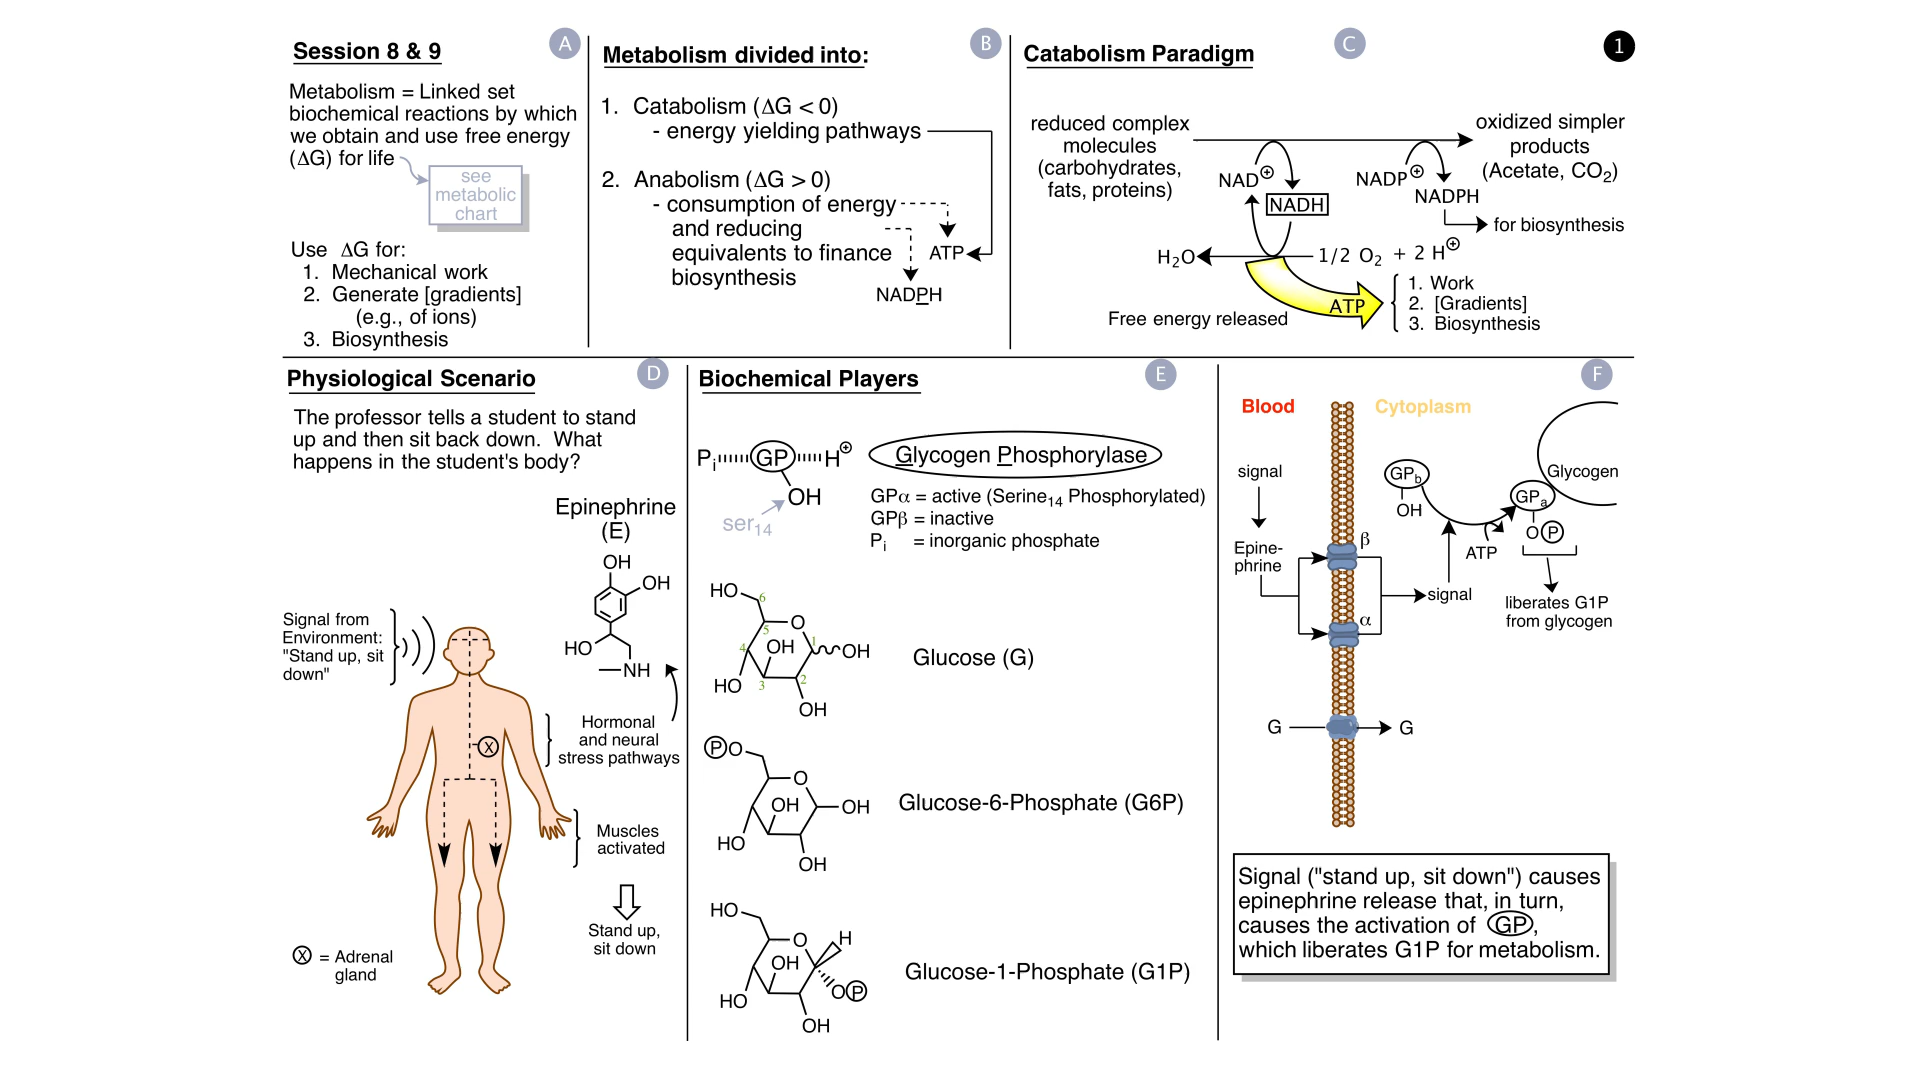 Session 8 & 9
A
Metabolism = Linked set
biochemical reactions by which
we obtain and use free energy
(ΔG) for life
see
metabolic
chart
Use ΔG for:
1. Mechanical work
2. Generate [gradients]
(e.g., of ions)
3. Biosynthesis
Metabolism divided into:
B
1. Catabolism (ΔG < 0)
- energy yielding pathways
2. Anabolism (ΔG > 0)
- consumption of energy
and reducing
equivalents to finance
biosynthesis
ATP
NADPH
Catabolism Paradigm
C
1
reduced complex
molecules
(carbohydrates,
fats, proteins)
oxidized simpler
products
(Acetate, CO₂)
NAD⊕
NADH
NADP⊕
NADPH
for biosynthesis
H₂O
1/2 O₂ + 2 H⊕
ATP
1. Work
2. [Gradients]
3. Biosynthesis
Free energy released
Physiological Scenario
D
The professor tells a student to stand
up and then sit back down. What
happens in the student's body?
Epinephrine
(E)
OH
OH
HO
NH
Signal from
Environment:
"Stand up, sit
down"
X
Hormonal
and neural
stress pathways
Muscles
activated
Stand up,
sit down
X = Adrenal
gland
Biochemical Players
E
Pi GP H⊕
OH
ser₁₄
Glycogen Phosphorylase
GPα = active (Serine₁₄ Phosphorylated)
GPβ = inactive
Pi = inorganic phosphate
HO
6
O
5
4
OH
1
OH
HO
3
2
OH
Glucose (G)
P O
O
OH
OH
HO
OH
Glucose-6-Phosphate (G6P)
HO
O
H
OH
O P
HO
OH
Glucose-1-Phosphate (G1P)
F
Blood
Cytoplasm
signal
Epine-
phrine
β
α
signal
GPb
OH
ATP
GPa
O P
Glycogen
liberates G1P
from glycogen
G
G
Signal ("stand up, sit down") causes
epinephrine release that, in turn,
causes the activation of GP,
which liberates G1P for metabolism.